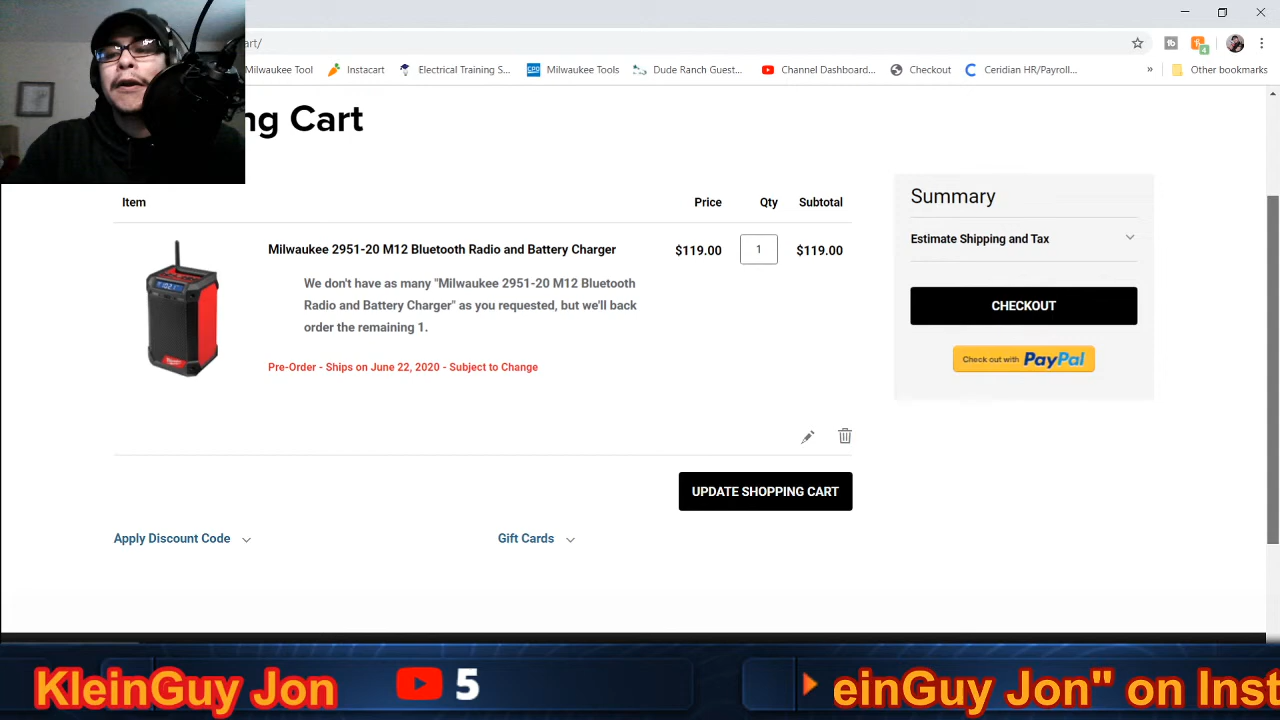 art/
Milwaukee Tool
Instacart
Electrical Training S...
CPO
Milwaukee Tools
Dude Ranch Guest...
Channel Dashboard...
Checkout
Ceridian HR/Payroll...
»
Other bookmarks
ng Cart
Item Price Qty Subtotal
Milwaukee 2951-20 M12 Bluetooth Radio and Battery Charger $119.00 1 $119.00
We don't have as many "Milwaukee 2951-20 M12 Bluetooth
Radio and Battery Charger" as you requested, but we'll back
order the remaining 1.
Pre-Order - Ships on June 22, 2020 - Subject to Change
UPDATE SHOPPING CART
Apply Discount Code
Gift Cards
Summary
Estimate Shipping and Tax
CHECKOUT
Check out with PayPal
KleinGuy Jon 5 einGuy Jon" on Inst